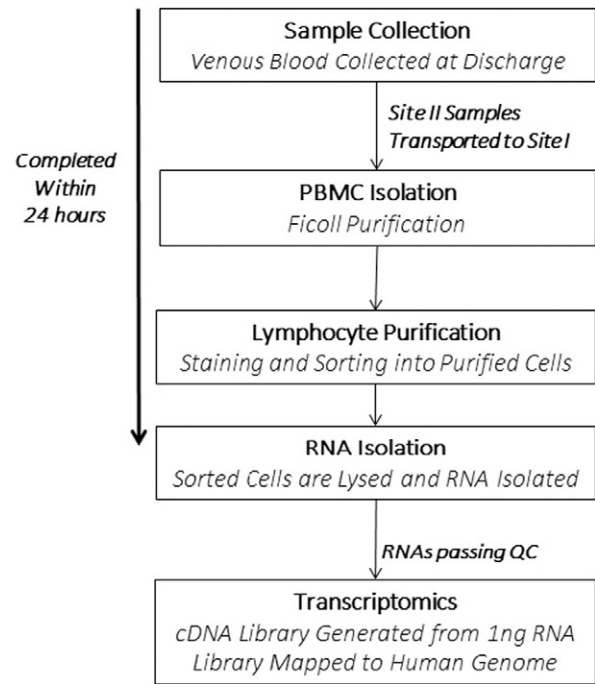 Sample Collection
Venous Blood Collected at Discharge
Site II Samples
Transported to Site I
Completed
Within
24 hours
PBMC Isolation
Ficoll Purification
Lymphocyte Purification
Staining and Sorting into Purified Cells
RNA Isolation
Sorted Cells are Lysed and RNA Isolated
RNAs passing QC
Transcriptomics
cDNA Library Generated from 1ng RNA
Library Mapped to Human Genome